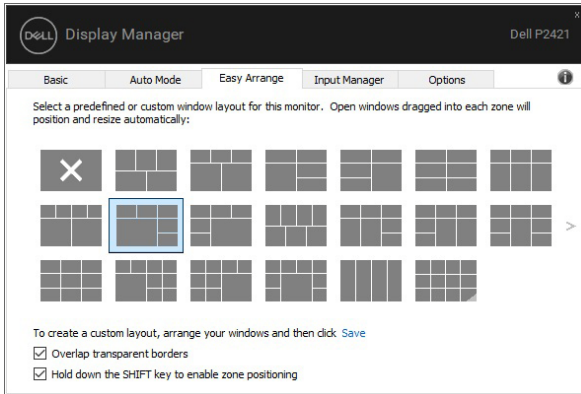 DELL Display Manager
Dell P2421
Basic Auto Mode Easy Arrange Input Manager Options
Select a predefined or custom window layout for this monitor. Open windows dragged into each zone will
position and resize automatically:
To create a custom layout, arrange your windows and then click Save
Overlap transparent borders
Hold down the SHIFT key to enable zone positioning